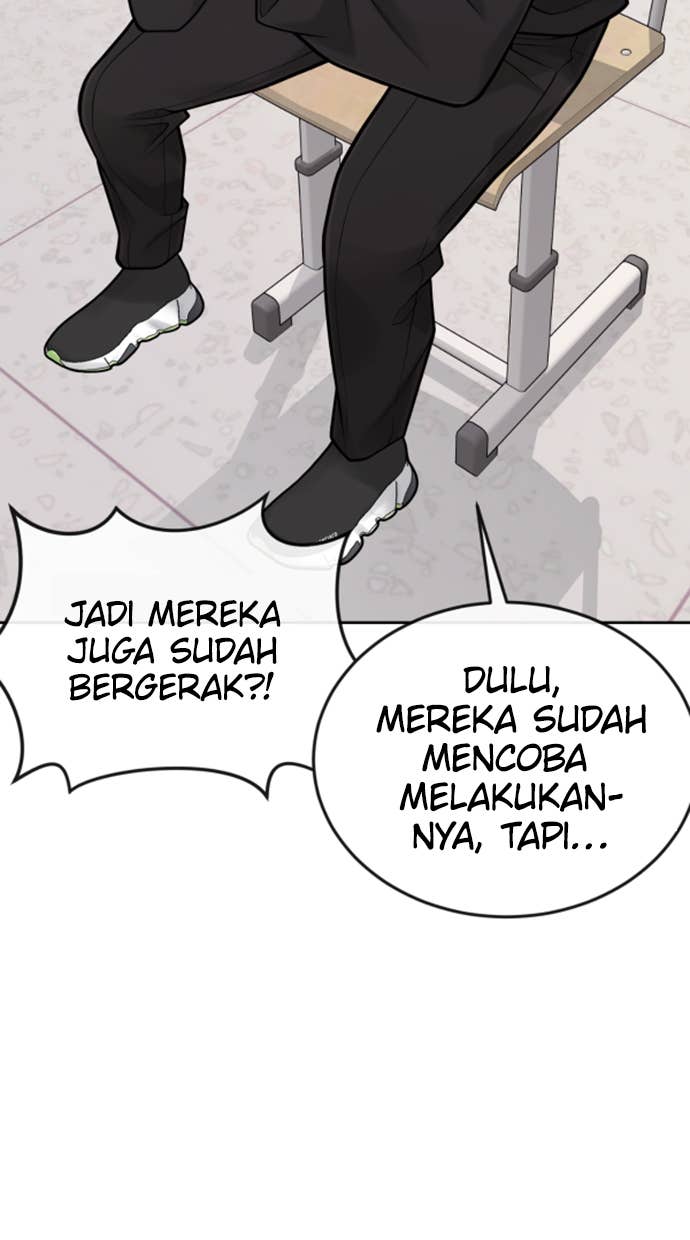 JADI MEREKA
JUGA SUDAH
BERGERAK?!
DULU,
MEREKA SUDAH
MENCOBA
MELAKUKAN-
NYA, TAPI...